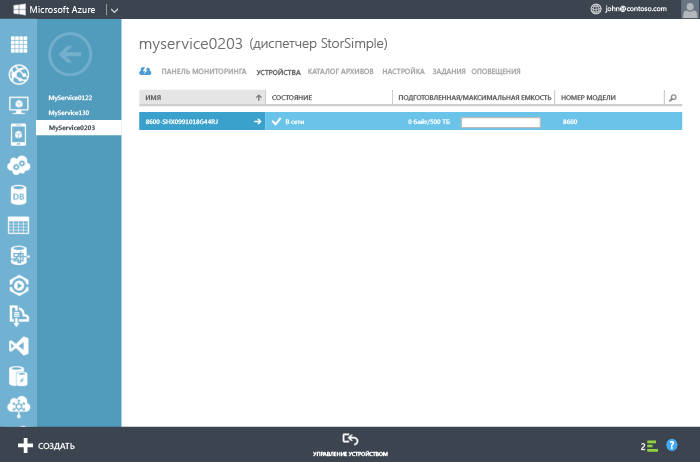 Microsoft Azure
john@contoso.com
myservice0203 (диспетчер StorSimple)
ПАНЕЛЬ МОНИТОРИНГА УСТРОЙСТВА КАТАЛОГ АРХИВОВ НАСТРОЙКА ЗАДАНИЯ ОПОВЕЩЕНИЯ
MyService0122
MyService130
MyService0203
ИМЯ СОСТОЯНИЕ ПОДГОТОВЛЕННАЯ/МАКСИМАЛЬНАЯ ЕМКОСТЬ НОМЕР МОДЕЛИ
8600-SHX0991018G44RJ В сети 0 Байт/500 ТБ 8600
DB
СОЗДАТЬ
УПРАВЛЕНИЕ УСТРОЙСТВОМ
2
?